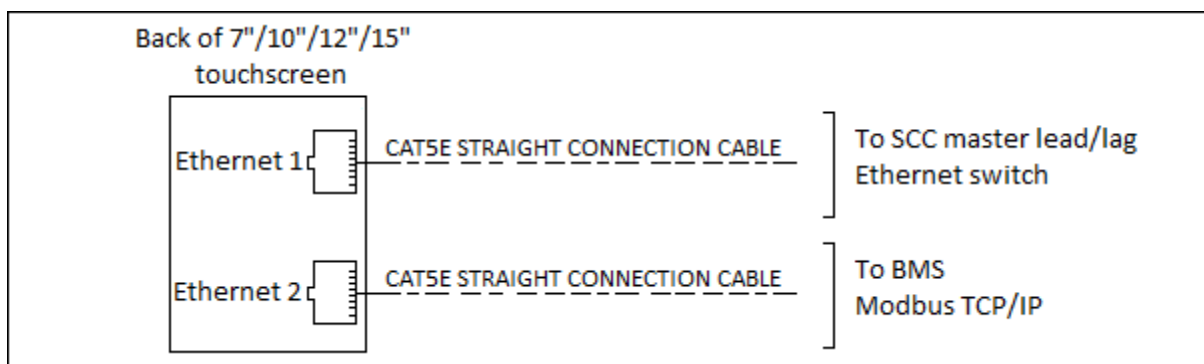 Back of 7"/10"/12"/15"
touchscreen
Ethernet 1
CAT5E STRAIGHT CONNECTION CABLE
To SCC master lead/lag
Ethernet switch
Ethernet 2
CAT5E STRAIGHT CONNECTION CABLE
To BMS
Modbus TCP/IP